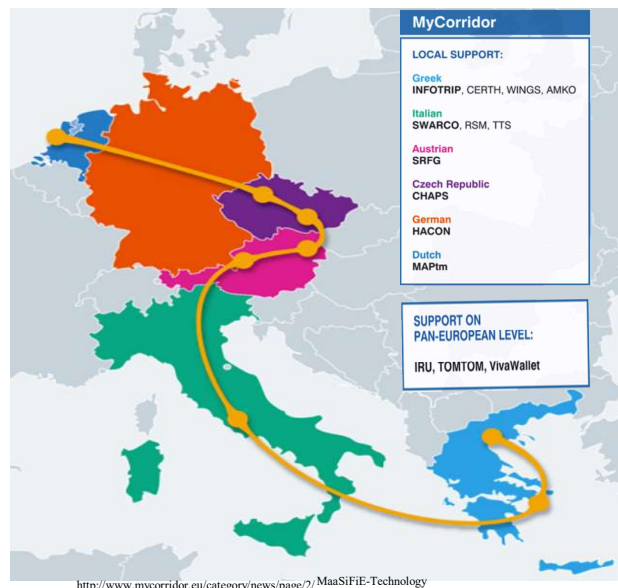 MyCorridor
LOCAL SUPPORT:
Greek
INFOTRIP, CERTH, WINGS, AMKO
Italian
SWARCO, RSM, TTS
Austrian
SRFG
Czech Republic
CHAPS
German
HACON
Dutch
MAPtm
SUPPORT ON
PAN-EUROPEAN LEVEL:
IRU, TOMTOM, VivaWallet
http://www.mycorridor.eu/category/news/page/2/ MaaSiFiE-Technology